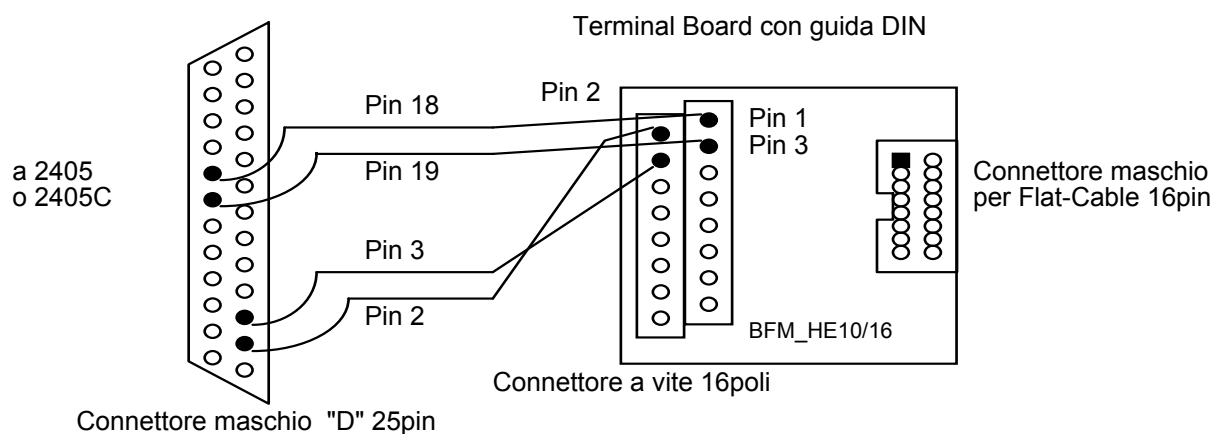 Terminal Board con guida DIN
Pin 2
Pin 18
Pin 1
Pin 3
a 2405
o 2405C
Pin 19
Connettore maschio
per Flat-Cable 16pin
Pin 3
Pin 2
BFM_HE10/16
Connettore a vite 16poli
Connettore maschio "D" 25pin